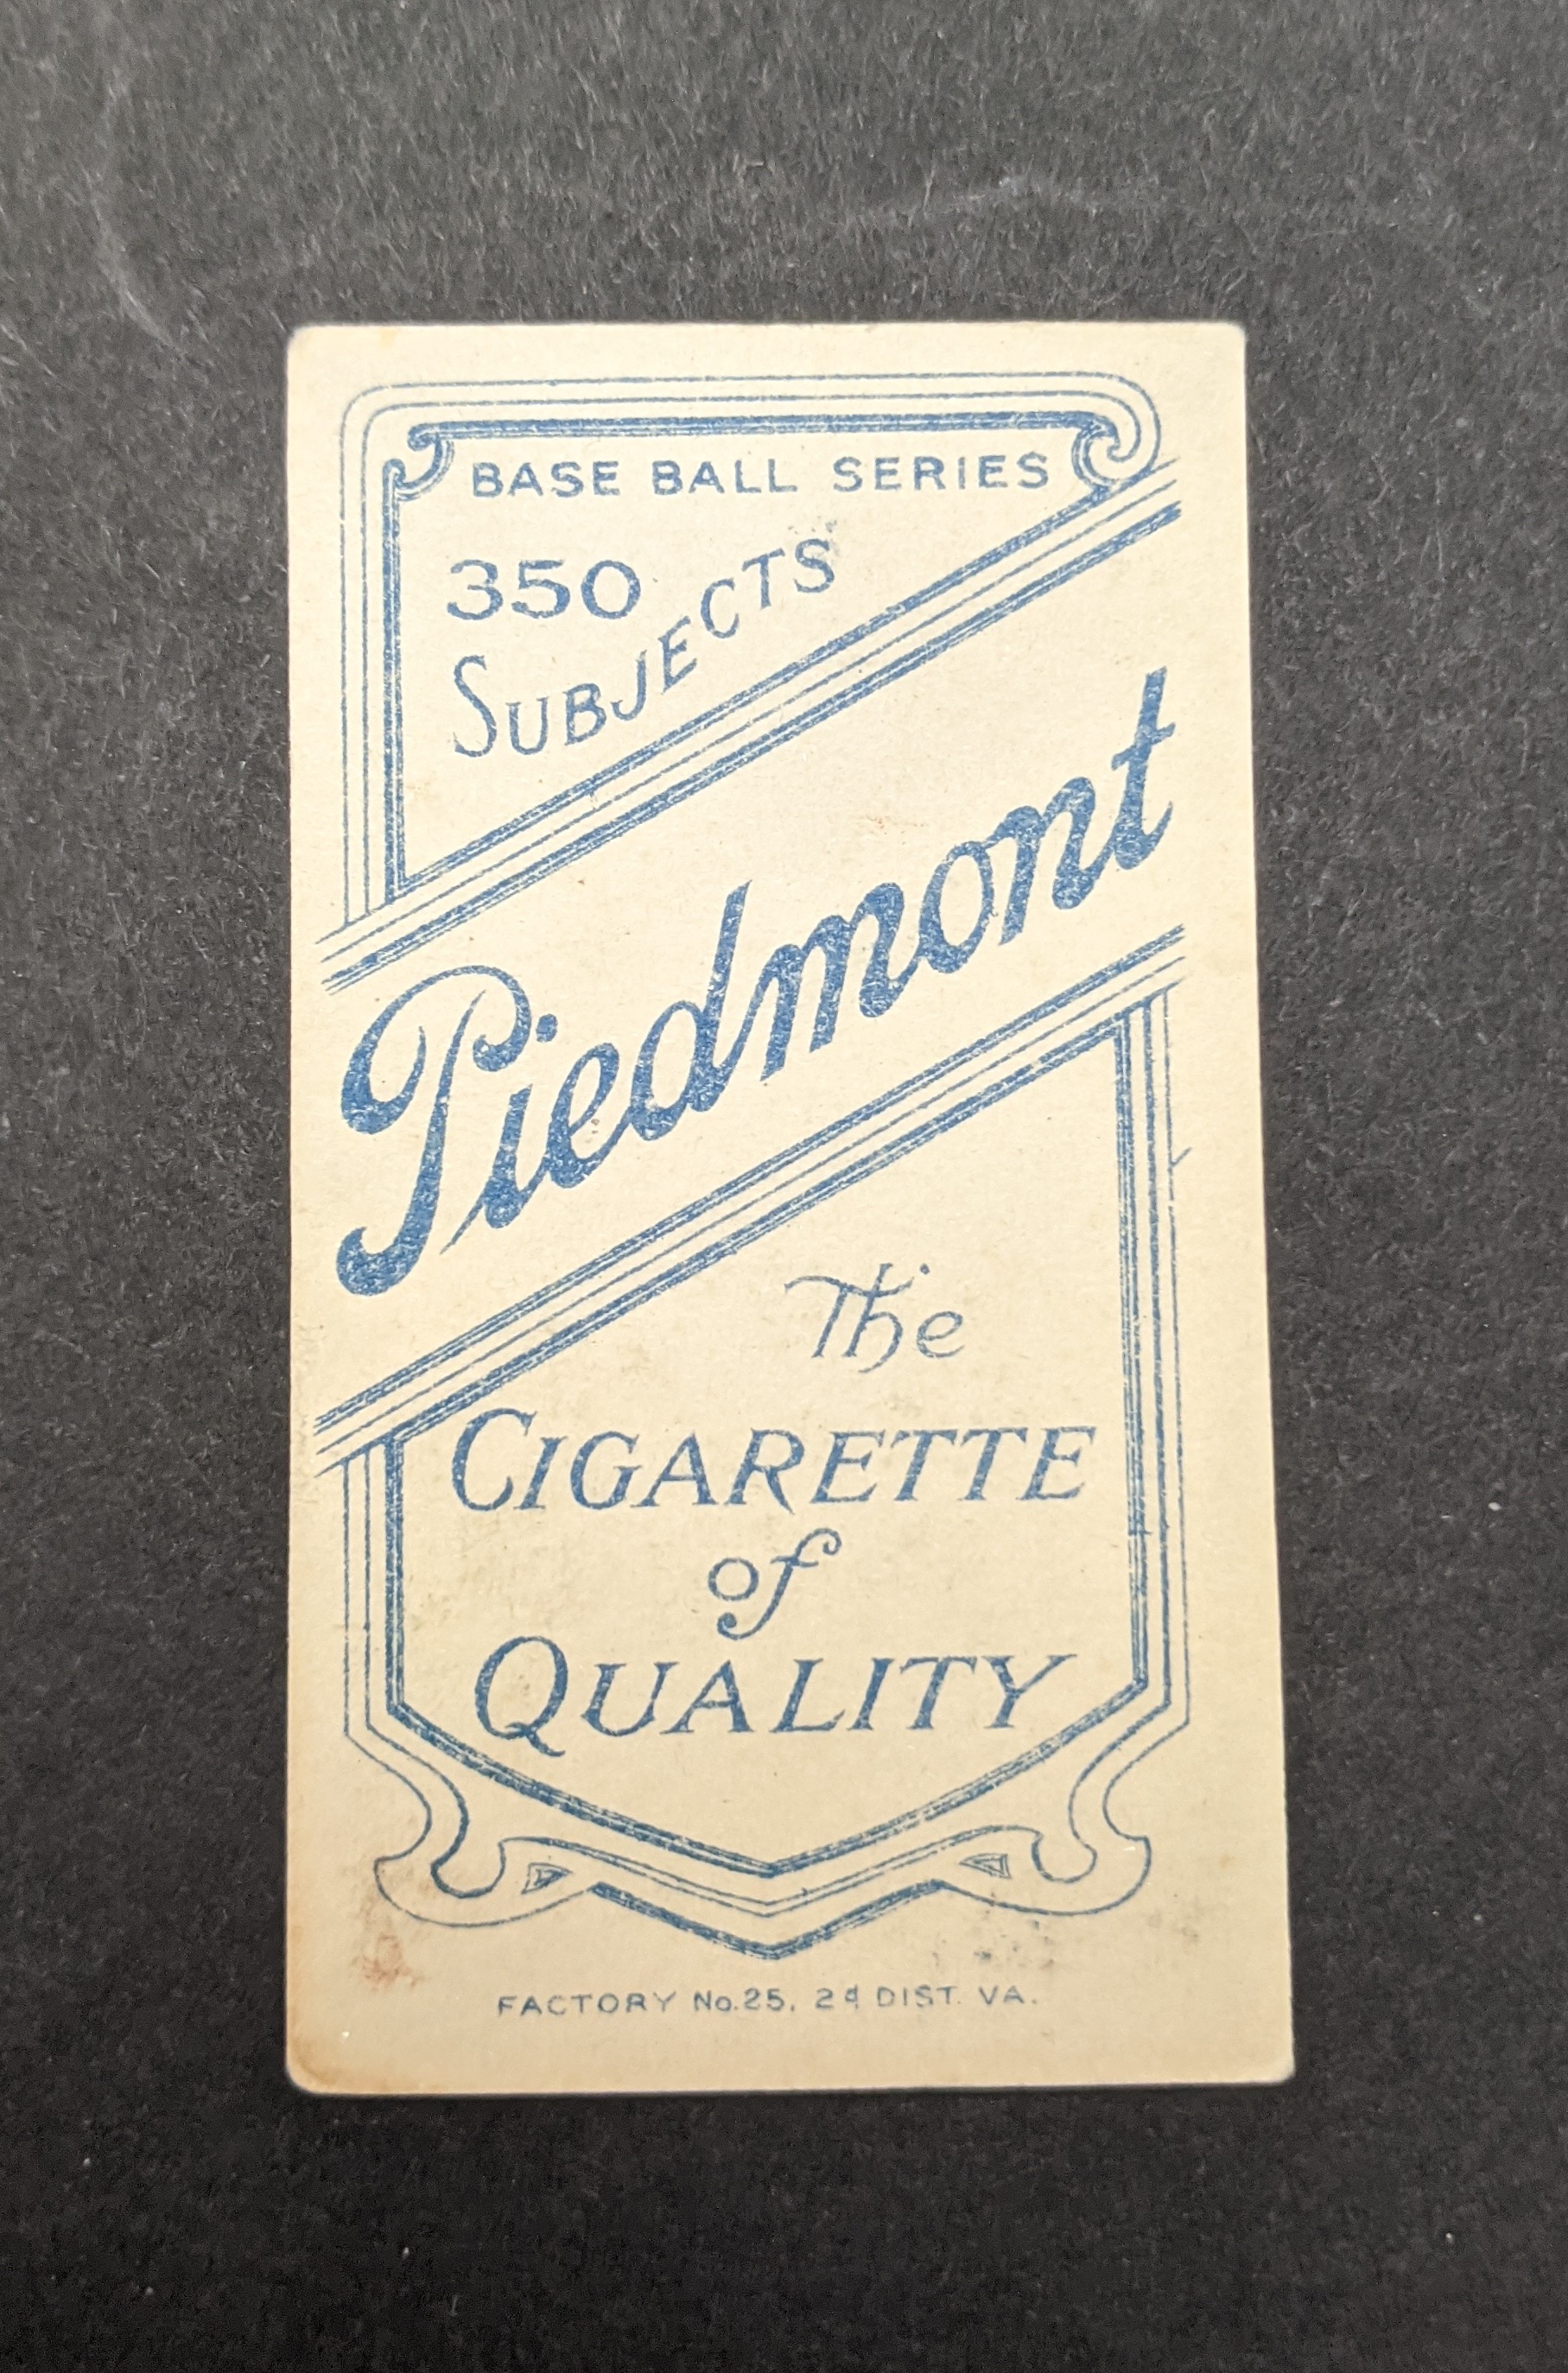 BASE BALL SERIES
350
SUBJECTS
Piedmont
The
CIGARETTE
of
QUALITY
FACTORY No. 25, 2d DIST. VA.